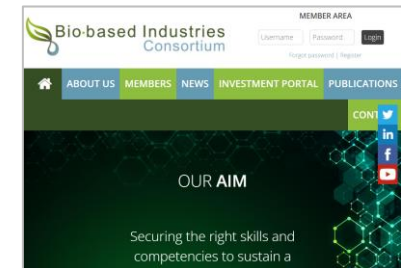 MEMBER AREA
Bio-based Industries
Consortium
Username Password Login
Forgot password | Register
ABOUT US MEMBERS NEWS INVESTMENT PORTAL PUBLICATIONS
CONT
in
f
OUR AIM
Securing the right skills and
competencies to sustain a